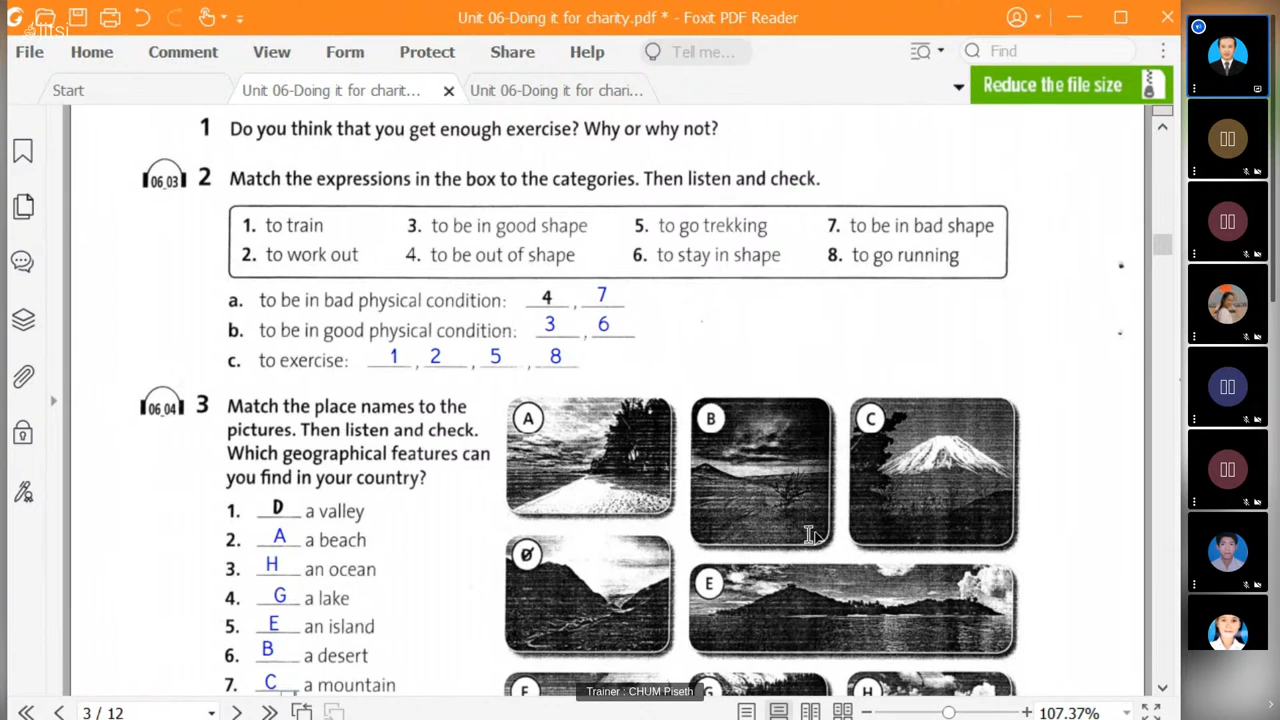 Unit 06-Doing it for charity.pdf * - Foxit PDF Reader
File Home Comment View Form Protect Share Help Tell me... Find
Start Unit 06-Doing it for charit... Unit 06-Doing it for chari... Reduce the file size
1 Do you think that you get enough exercise? Why or why not?
06_03 2 Match the expressions in the box to the categories. Then listen and check.
1. to train 3. to be in good shape 5. to go trekking 7. to be in bad shape
2. to work out 4. to be out of shape 6. to stay in shape 8. to go running
a. to be in bad physical condition: 4 , 7
b. to be in good physical condition: 3 , 6
c. to exercise: 1 , 2 , 5 , 8
06_04 3 Match the place names to the
pictures. Then listen and check.
Which geographical features can
you find in your country?
A B C
D E
F G H
1. D a valley
2. A a beach
3. H an ocean
4. G a lake
5. E an island
6. B a desert
7. C a mountain
Trainer : CHUM Piseth
3 / 12 107.37%